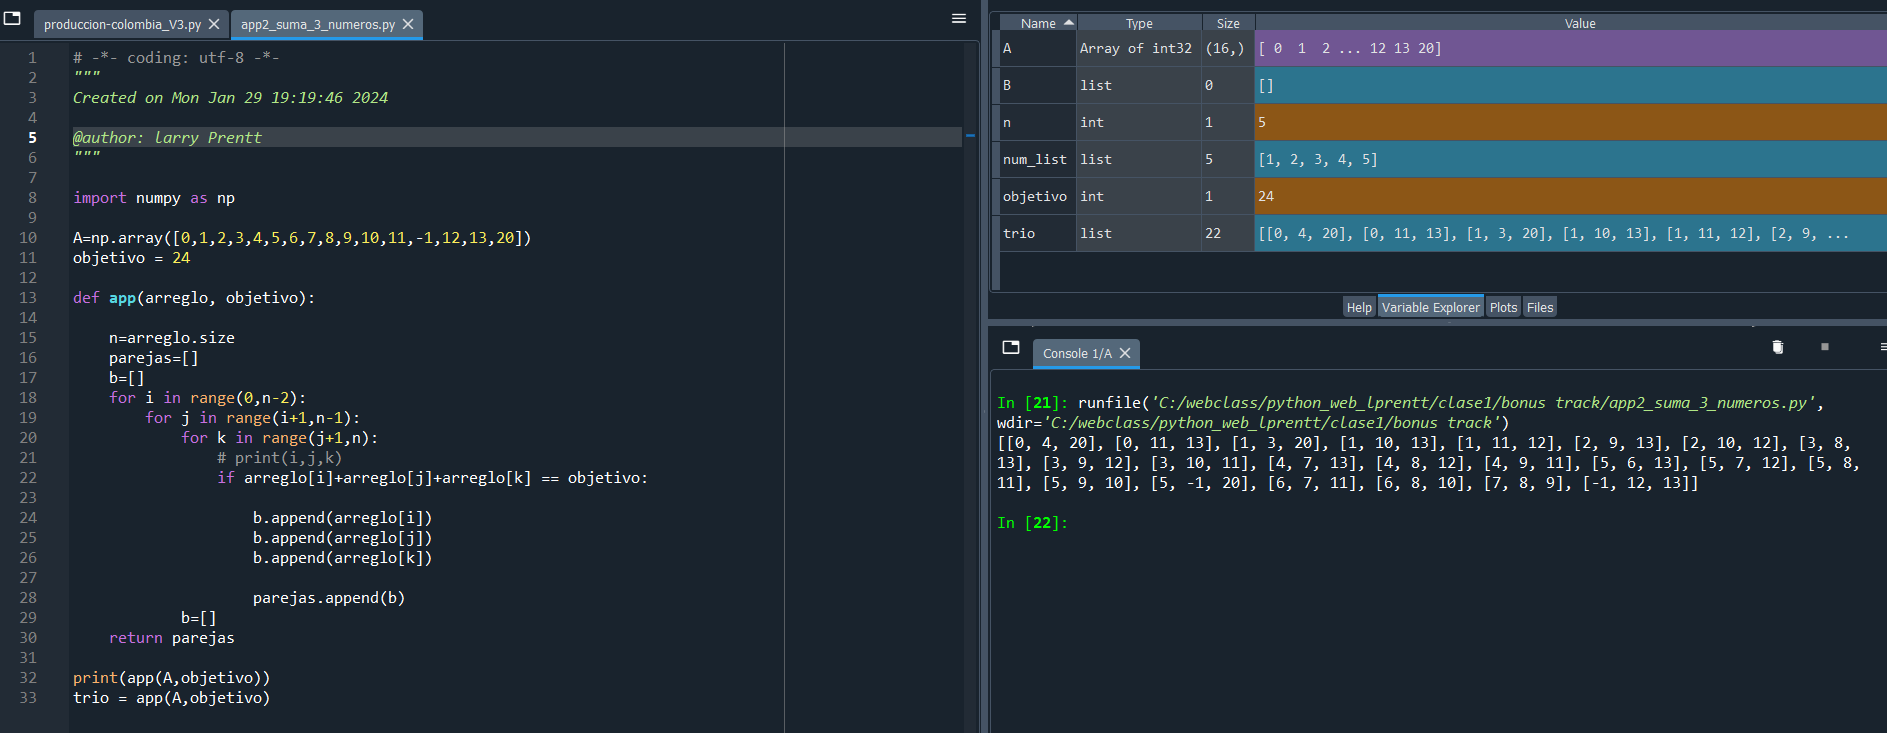 produccion-colombia_V3.py
app2_suma_3_numeros.py
1 # -*- coding: utf-8 -*-
2 """
3 Created on Mon Jan 29 19:19:46 2024
4
5 @author: larry Prentt
6 """
7
8 import numpy as np
9
10 A=np.array([0,1,2,3,4,5,6,7,8,9,10,11,-1,12,13,20])
11 objetivo = 24
12
13 def app(arreglo, objetivo):
14
15 n=arreglo.size
16 parejas=[]
17 b=[]
18 for i in range(0,n-2):
19 for j in range(i+1,n-1):
20 for k in range(j+1,n):
21 # print(i,j,k)
22 if arreglo[i]+arreglo[j]+arreglo[k] == objetivo:
23
24 b.append(arreglo[i])
25 b.append(arreglo[j])
26 b.append(arreglo[k])
27
28 parejas.append(b)
29 b=[]
30 return parejas
31
32 print(app(A,objetivo))
33 trio = app(A,objetivo)
Name Type Size Value
A Array of int32 (16,) [ 0 1 2 ... 12 13 20]
B list 0 []
n int 1 5
num_list list 5 [1, 2, 3, 4, 5]
objetivo int 1 24
trio list 22 [[0, 4, 20], [0, 11, 13], [1, 3, 20], [1, 10, 13], [1, 11, 12], [2, 9, ...
Help Variable Explorer Plots Files
Console 1/A
In [21]: runfile('C:/webclass/python_web_lprentt/clase1/bonus track/app2_suma_3_numeros.py',
wdir='C:/webclass/python_web_lprentt/clase1/bonus track')
[[0, 4, 20], [0, 11, 13], [1, 3, 20], [1, 10, 13], [1, 11, 12], [2, 9, 13], [2, 10, 12], [3, 8,
13], [3, 9, 12], [3, 10, 11], [4, 7, 13], [4, 8, 12], [4, 9, 11], [5, 6, 13], [5, 7, 12], [5, 8,
11], [5, 9, 10], [5, -1, 20], [6, 7, 11], [6, 8, 10], [7, 8, 9], [-1, 12, 13]]
In [22]: